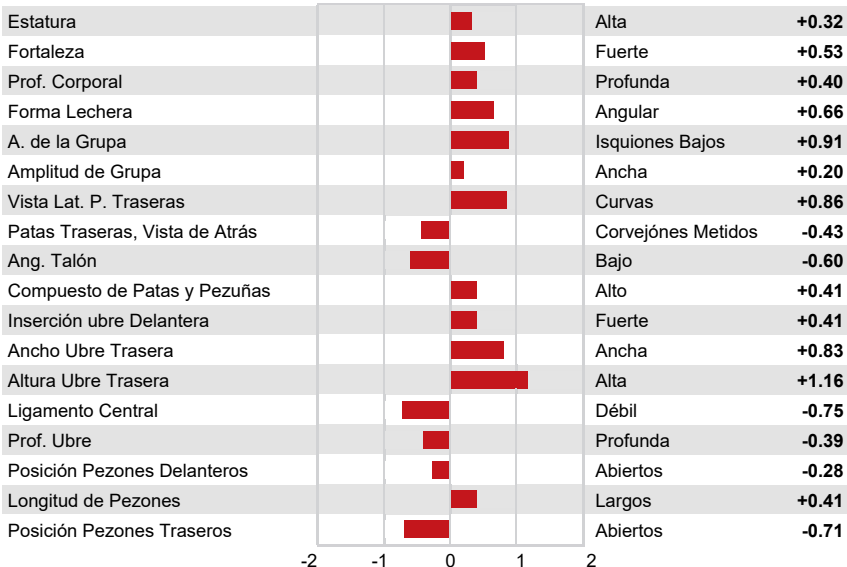 Estatura Alta +0.32
Fortaleza Fuerte +0.53
Prof. Corporal Profunda +0.40
Forma Lechera Angular +0.66
A. de la Grupa Isquiones Bajos +0.91
Amplitud de Grupa Ancha +0.20
Vista Lat. P. Traseras Curvas +0.86
Patas Traseras, Vista de Atrás Corvejónes Metidos -0.43
Ang. Talón Bajo -0.60
Compuesto de Patas y Pezuñas Alto +0.41
Inserción ubre Delantera Fuerte +0.41
Ancho Ubre Trasera Ancha +0.83
Altura Ubre Trasera Alta +1.16
Ligamento Central Débil -0.75
Prof. Ubre Profunda -0.39
Posición Pezones Delanteros Abiertos -0.28
Longitud de Pezones Largos +0.41
Posición Pezones Traseros Abiertos -0.71
-2 -1 0 1 2